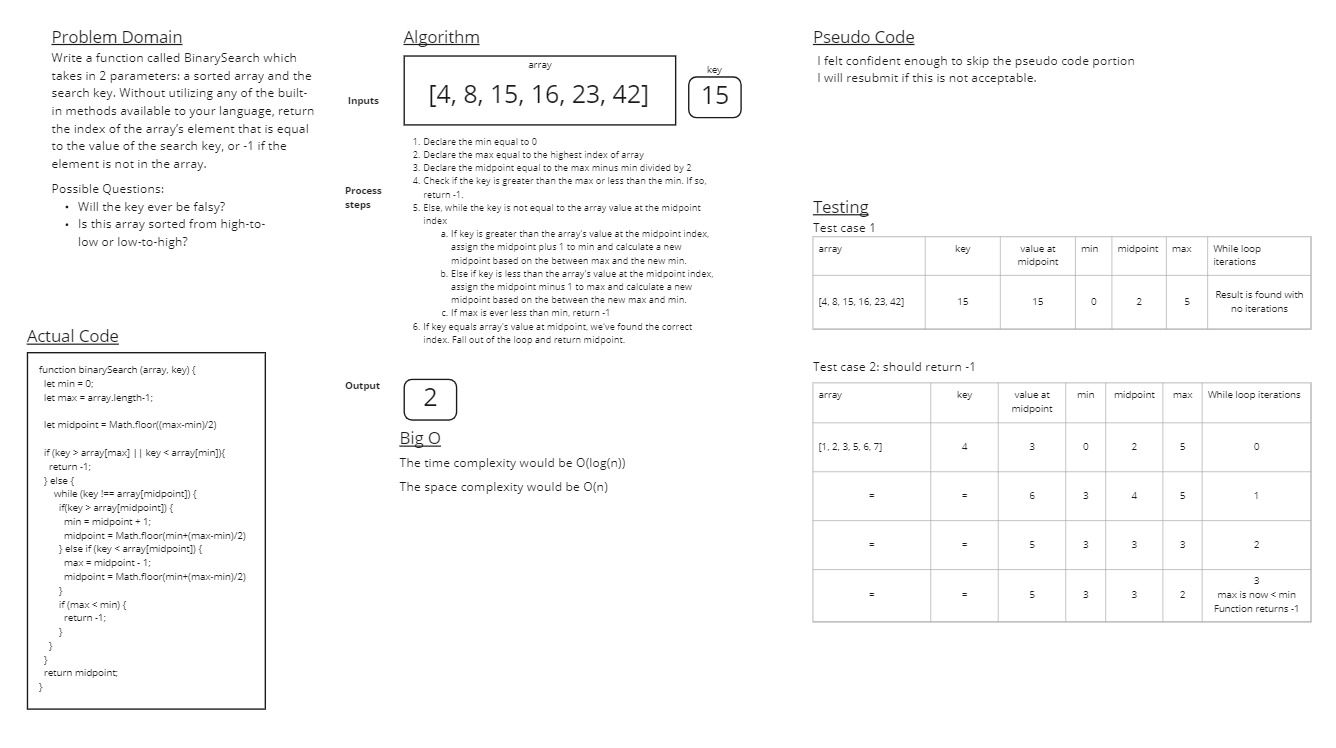 Problem Domain
Write a function called BinarySearch which
takes in 2 parameters: a sorted array and the
search key. Without utilizing any of the built-
in methods available to your language, return
the index of the array's element that is equal
to the value of the search key, or -1 if the
element is not in the array.
Possible Questions:
• Will the key ever be falsy?
• Is this array sorted from high-to-
low or low-to-high?
Actual Code
function binarySearch (array, key) {
let min = 0;
let max = array.length-1;
let midpoint = Math.floor((max-min)/2)
if (key > array[max] || key < array[min]){
return -1;
} else {
while (key !== array[midpoint]) {
if(key > array[midpoint]) {
min = midpoint + 1;
midpoint = Math.floor(min+(max-min)/2)
} else if (key < array[midpoint]) {
max = midpoint - 1;
midpoint = Math.floor(min+(max-min)/2)
}
if (max < min) {
return -1;
}
}
}
return midpoint;
}
Algorithm
Inputs
array
[4, 8, 15, 16, 23, 42]
key
15
Process
steps
1. Declare the min equal to 0
2. Declare the max equal to the highest index of array
3. Declare the midpoint equal to the max minus min divided by 2
4. Check if the key is greater than the max or less than the min. If so,
return -1.
5. Else, while the key is not equal to the array value at the midpoint
index
a. If key is greater than the array's value at the midpoint index,
assign the midpoint plus 1 to min and calculate a new
midpoint based on the between max and the new min.
b. Else if key is less than the array's value at the midpoint index,
assign the midpoint minus 1 to max and calculate a new
midpoint based on the between the new max and min.
c. If max is ever less than min, return -1
6. If key equals array's value at midpoint, we've found the correct
index. Fall out of the loop and return midpoint.
Output
2
Big O
The time complexity would be O(log(n))
The space complexity would be O(n)
Pseudo Code
I felt confident enough to skip the pseudo code portion
I will resubmit if this is not acceptable.
Testing
Test case 1
array key value at midpoint min midpoint max While loop iterations
[4, 8, 15, 16, 23, 42] 15 15 0 2 5 Result is found with no iterations
Test case 2: should return -1
array key value at midpoint min midpoint max While loop iterations
[1, 2, 3, 5, 6, 7] 4 3 0 2 5 0
= = 6 3 4 5 1
= = 5 3 3 3 2
= = 5 3 3 2 3 max is now < min Function returns -1